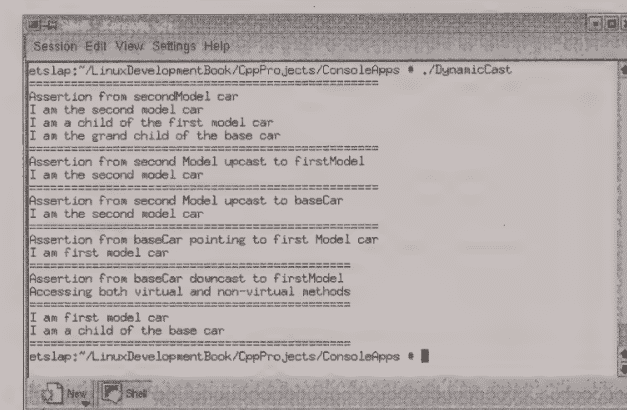 Session Edit View Settings Help
etslap:~/LinuxDevelopmentBook/CppProjects/ConsoleApps # ./DynamicCast
==================================================
Assertion from secondModel car
I am the second model car
I am a child of the first model car
I am the grand child of the base car
==================================================
Assertion from second Model upcast to firstModel
I am the second model car
==================================================
Assertion from second Model upcast to baseCar
I am the second model car
==================================================
Assertion from baseCar pointing to first Model car
I am first model car
==============================================
Assertion from baseCar downcast to firstModel
Accessing both virtual and non-virtual methods
==============================================
I am first model car
I am a child of the base car
==============================================
etslap:~/LinuxDevelopmentBook/CppProjects/ConsoleApps #
New Shell